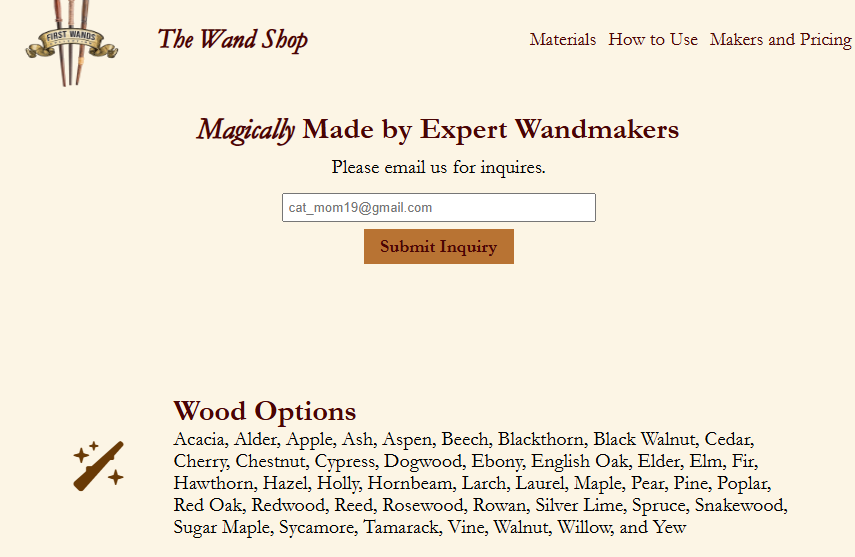 FIRST WANDS
The Wand Shop
Materials How to Use Makers and Pricing
Magically Made by Expert Wandmakers
Please email us for inquires.
cat_mom19@gmail.com
Submit Inquiry
Wood Options
Acacia, Alder, Apple, Ash, Aspen, Beech, Blackthorn, Black Walnut, Cedar,
Cherry, Chestnut, Cypress, Dogwood, Ebony, English Oak, Elder, Elm, Fir,
Hawthorn, Hazel, Holly, Hornbeam, Larch, Laurel, Maple, Pear, Pine, Poplar,
Red Oak, Redwood, Reed, Rosewood, Rowan, Silver Lime, Spruce, Snakewood,
Sugar Maple, Sycamore, Tamarack, Vine, Walnut, Willow, and Yew